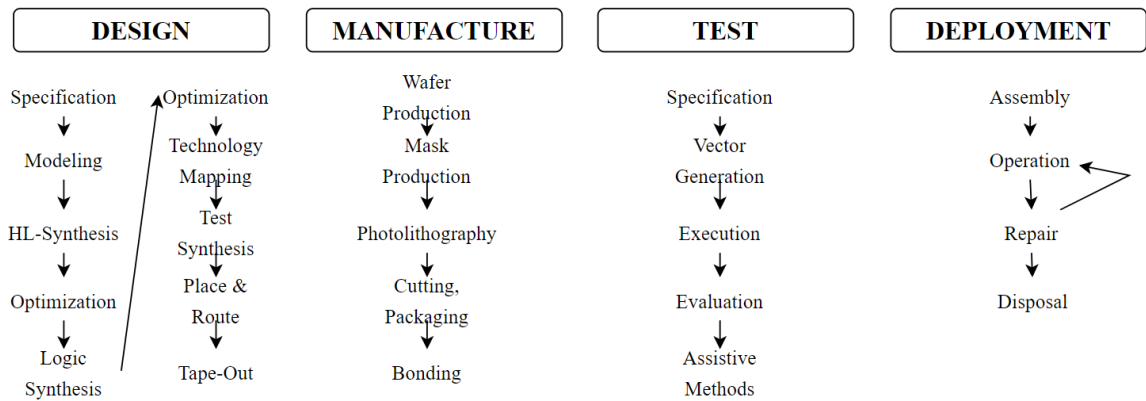 DESIGN
MANUFACTURE
TEST
DEPLOYMENT
Specification
Modeling
HL-Synthesis
Optimization
Logic
Synthesis
Optimization
Technology
Mapping
Test
Synthesis
Place &
Route
Tape-Out
Wafer
Production
Mask
Production
Photolithography
Cutting,
Packaging
Bonding
Specification
Vector
Generation
Execution
Evaluation
Assistive
Methods
Assembly
Operation
Repair
Disposal